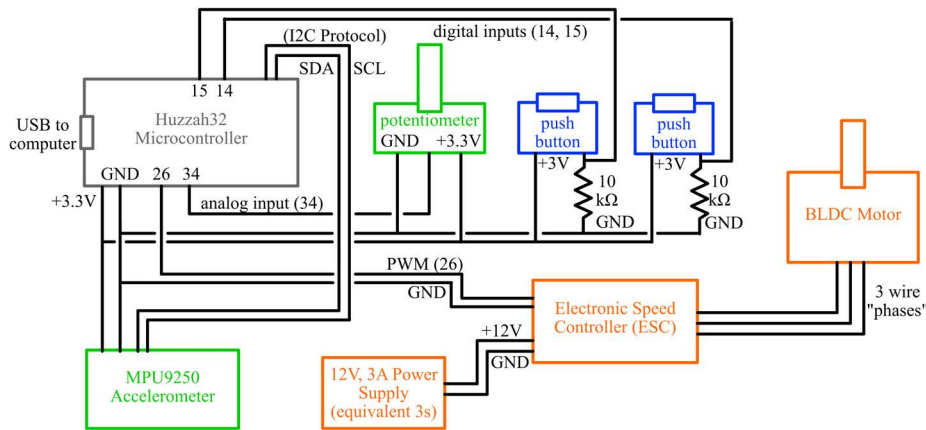 (I2C Protocol)
digital inputs (14, 15)
SDA
SCL
15
14
Huzzah32
Microcontroller
USB to
computer
GND
26
34
+3.3V
analog input (34)
potentiometer
GND
+3.3V
push
button
+3V
10
kΩ
GND
push
button
+3V
10
kΩ
GND
BLDC Motor
3 wire
"phases"
PWM (26)
GND
Electronic Speed
Controller (ESC)
+12V
GND
12V, 3A Power
Supply
(equivalent 3s)
MPU9250
Accelerometer